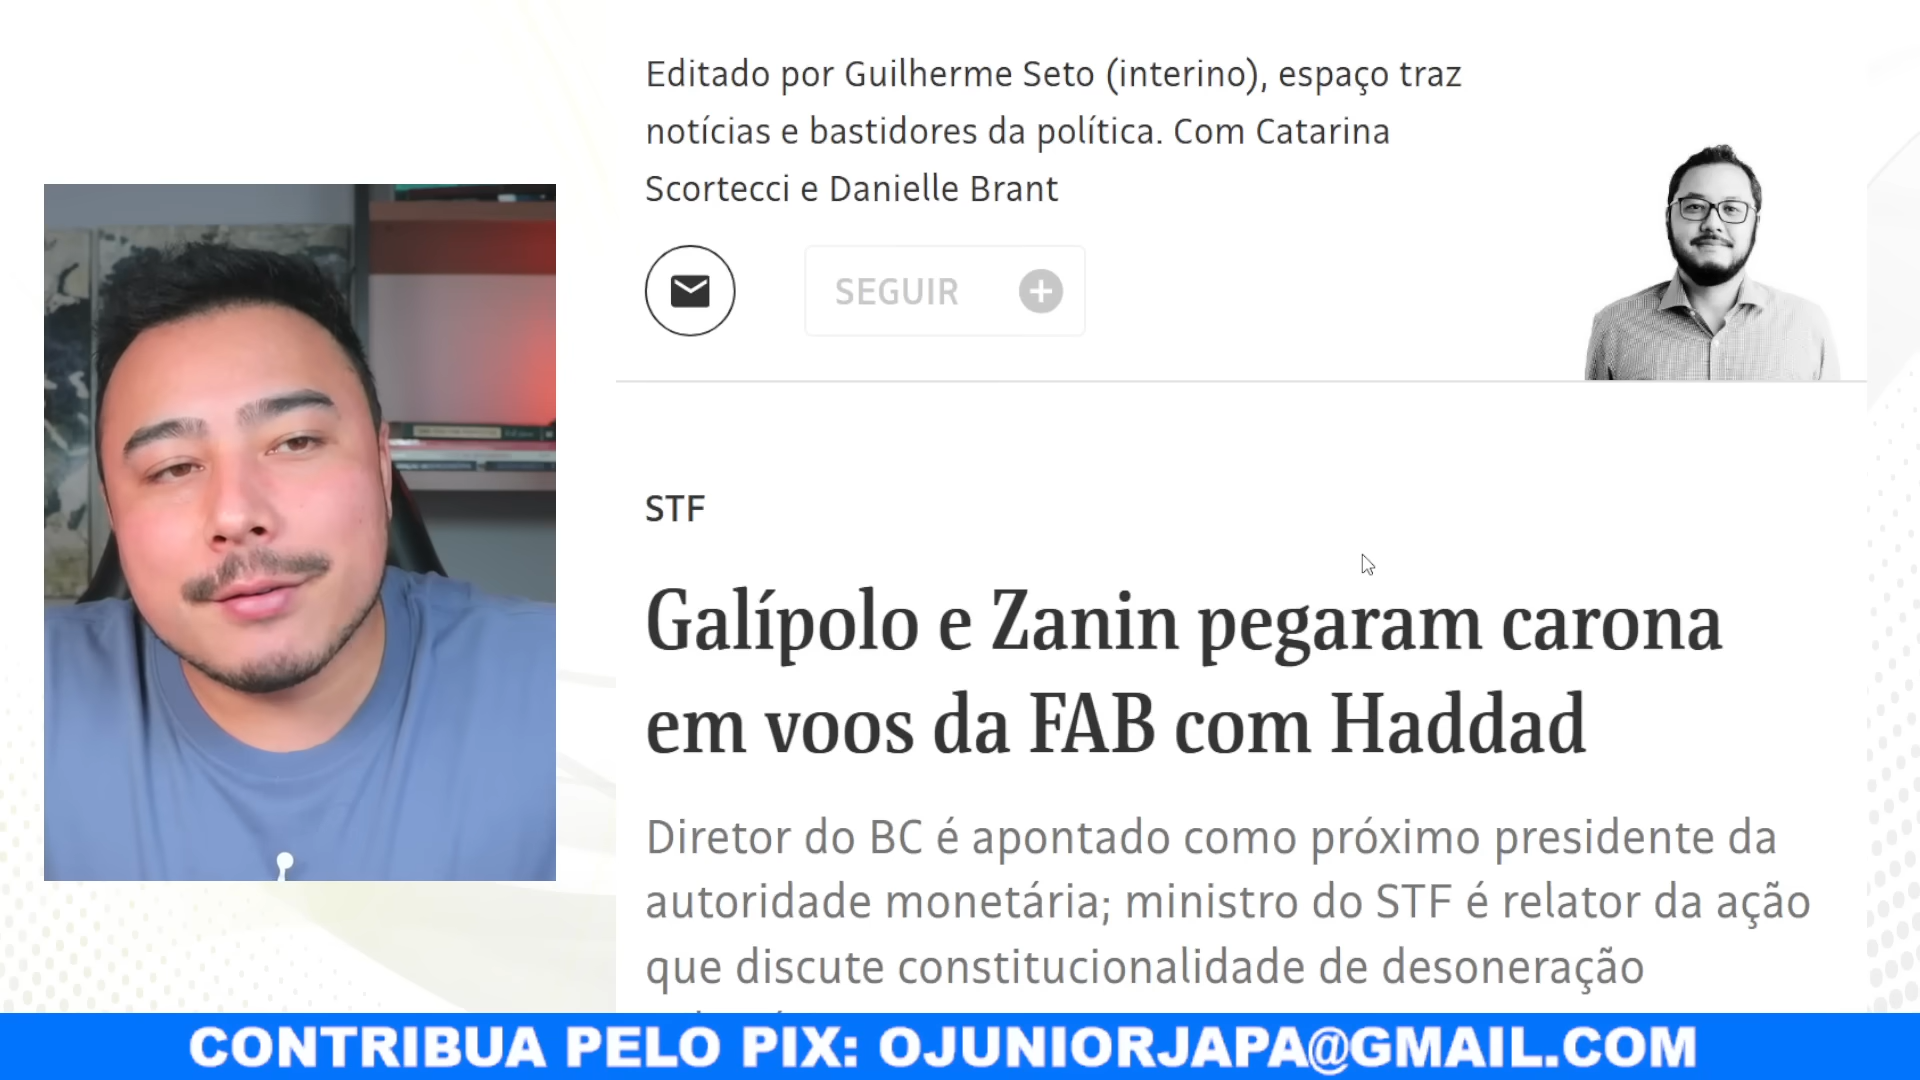 Editado por Guilherme Seto (interino), espaço traz
notícias e bastidores da política. Com Catarina
Scortecci e Danielle Brant
SEGUIR
STF
Galípolo e Zanin pegaram carona
em voos da FAB com Haddad
Diretor do BC é apontado como próximo presidente da
autoridade monetária; ministro do STF é relator da ação
que discute constitucionalidade de desoneração
CONTRIBUA PELO PIX: OJUNIORJAPA@GMAIL.COM